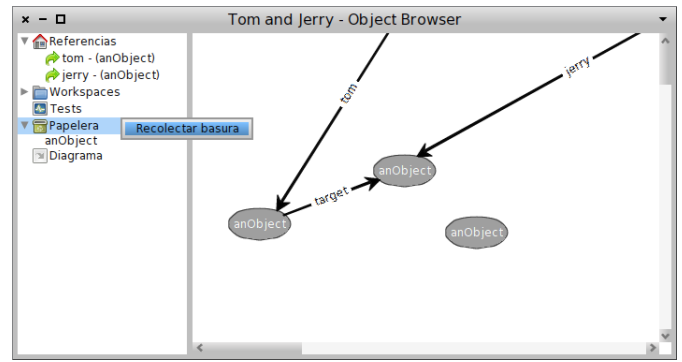 Tom and Jerry - Object Browser
Referencias
tom - (anObject)
jerry - (anObject)
Workspaces
Tests
Papelera
Recolectar basura
anObject
Diagrama
tom
jerry
anObject
target
anObject
anObject